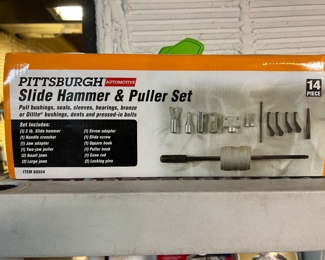 PITTSBURGH AUTOMOTIVE
Slide Hammer & Puller Set
14
PIECE
Pull bushings, seals, sleeves, bearings, bronze
or Oilite® bushings, dents and pressed-in bolts
Set Includes:
(1) 2 lb. Slide hammer
(1) Handle crossbar
(1) Jaw adapter
(1) Two-jaw puller
(2) Small jaws
(2) Large jaws
(1) Screw adapter
(1) Slide screw
(1) Square hook
(1) Puller hook
(1) Cone rod
(2) Locking pins
ITEM 60554